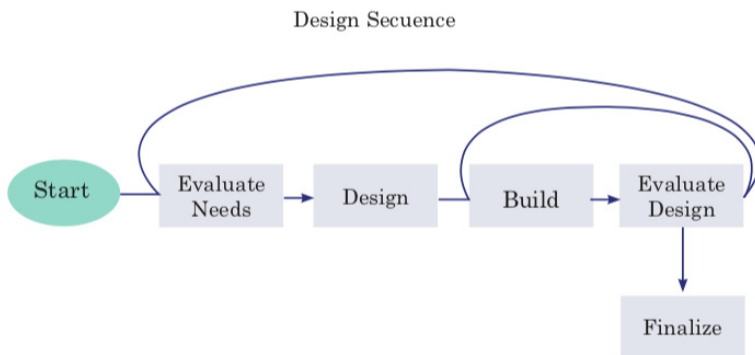 Design Secuence
Start
Evaluate
Needs
Design
Build
Evaluate
Design
Finalize